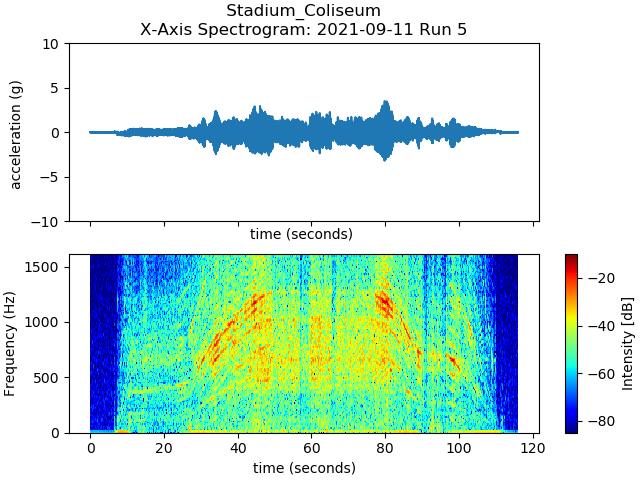 Stadium_Coliseum
X-Axis Spectrogram: 2021-09-11 Run 5
10
5
0
−5
−10
acceleration (g)
time (seconds)
1500
1000
500
0
Frequency (Hz)
0 20 40 60 80 100 120
time (seconds)
−20
−40
−60
−80
Intensity [dB]